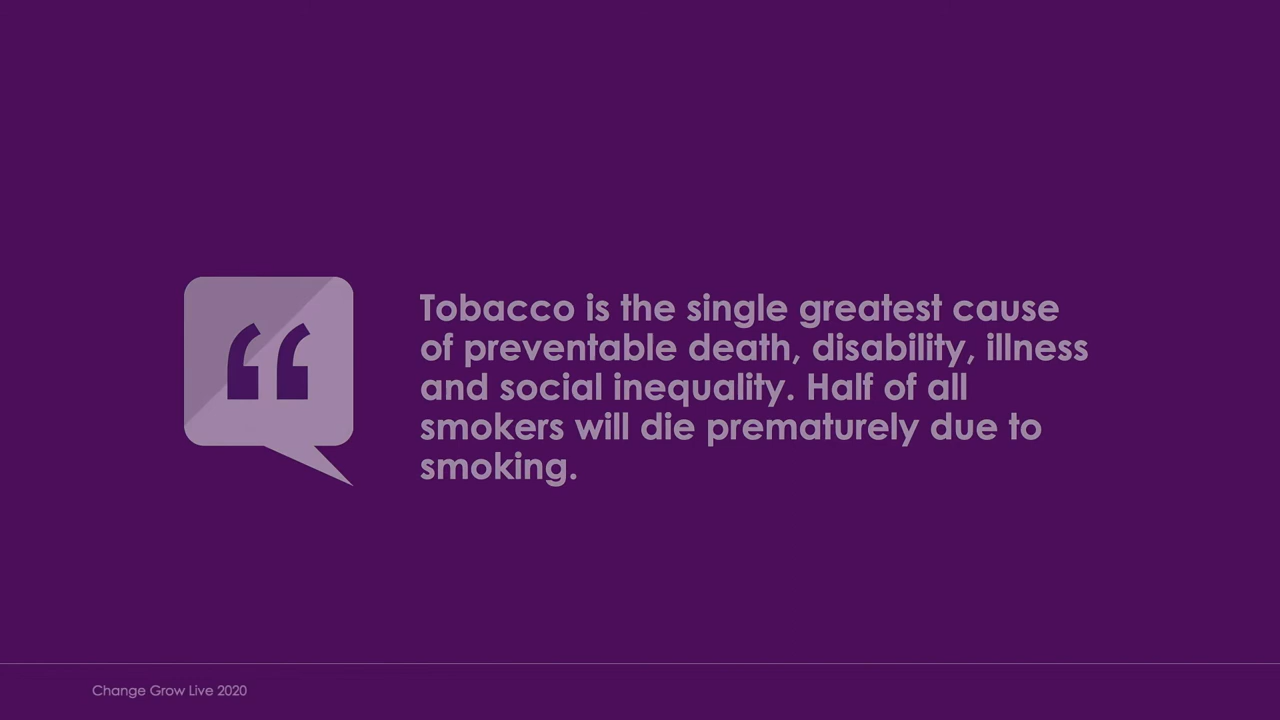 Tobacco is the single greatest cause
of preventable death, disability, illness
and social inequality. Half of all
smokers will die prematurely due to
smoking.
Change Grow Live 2020